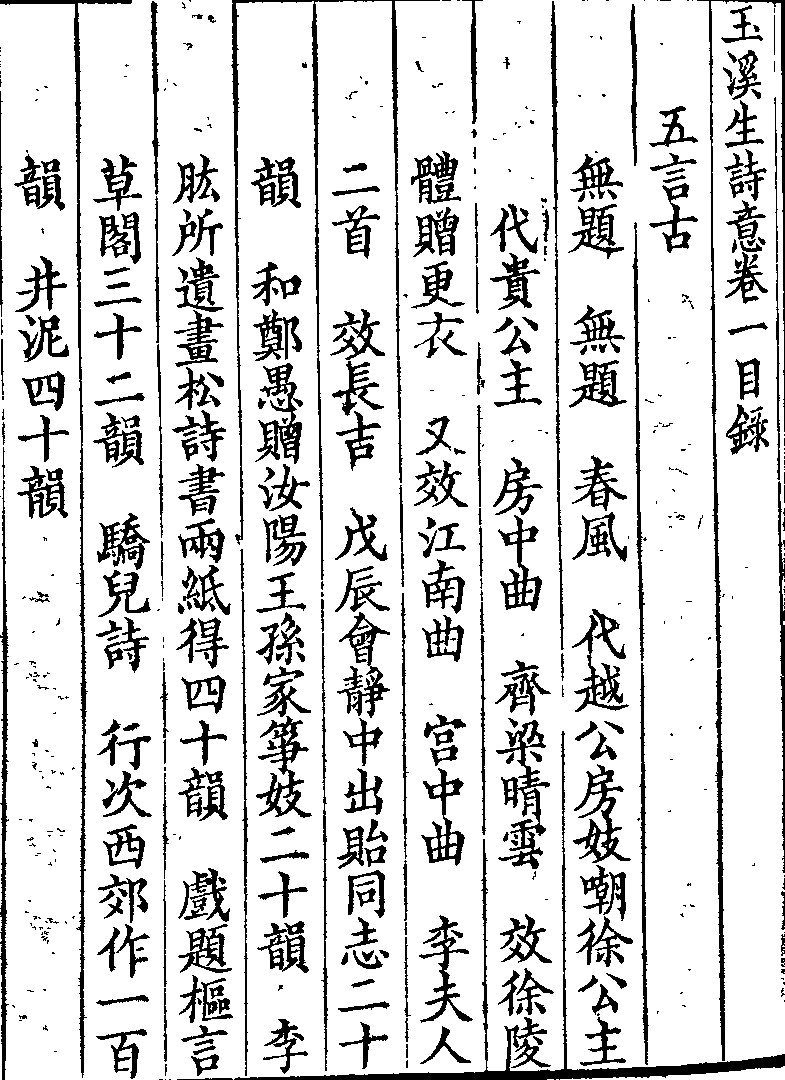 玉溪生詩意卷一目錄
五言古
無題　無題　春風　代越公房妓嘲徐公主
代貴公主　房中曲　齊梁晴雲　效徐陵
體贈更衣　又效江南曲　宫中曲　李夫人
二首　效長吉　戊辰會靜中出貽同志二十
韻　和鄭愚贈汝陽王孫家筝妓二十韻　李
肱所遺畫松詩書兩紙得四十韻　戲題樞言
草閣三十二韻　驕兒詩　行次西郊作一百
韻　井泥四十韻